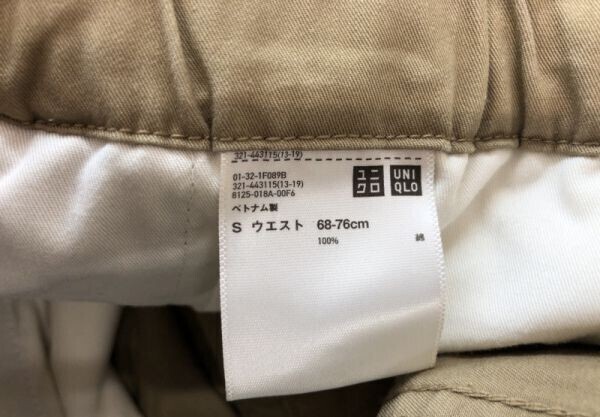 321-443115(13-19)
01-32-1F089B
321-443115(13-19)
8125-018A-00F6
ベトナム製
S ウエスト 68-76cm
100% 綿
ユニ
クロ
UNI
QLO